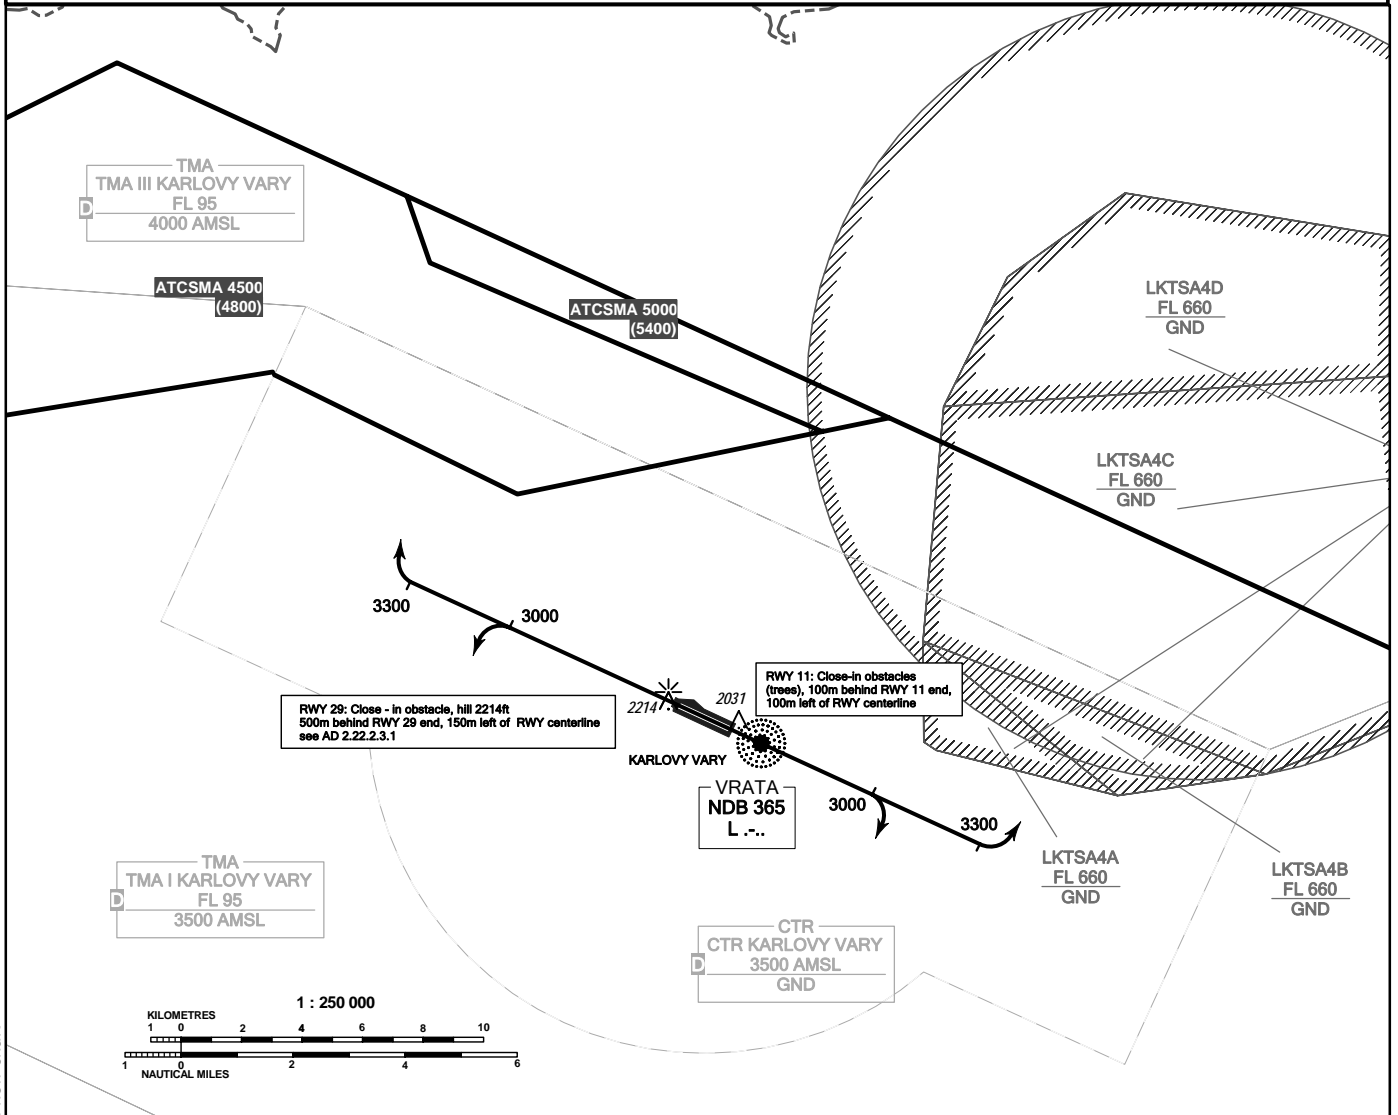 TMA
TMA III KARLOVY VARY
FL 95
D
4000 AMSL
ATCSMA 4500
(4800)
ATCSMA 5000
(5400)
LKTSA4D
FL 660
GND
LKTSA4C
FL 660
GND
3300
3000
RWY 11: Close-in obstacles
(trees), 100m behind RWY 11 end,
100m left of RWY centerline
2214
2031
RWY 29: Close - in obstacle, hill 2214ft
500m behind RWY 29 end, 150m left of RWY centerline
see AD 2.22.2.3.1
KARLOVY VARY
VRATA
NDB 365
L .-..
3000
3300
LKTSA4A
FL 660
GND
LKTSA4B
FL 660
GND
TMA
TMA I KARLOVY VARY
FL 95
D
3500 AMSL
CTR
CTR KARLOVY VARY
3500 AMSL
D
GND
1 : 250 000
KILOMETRES
1 0 2 4 6 8 10
1 0 2 4 6
NAUTICAL MILES